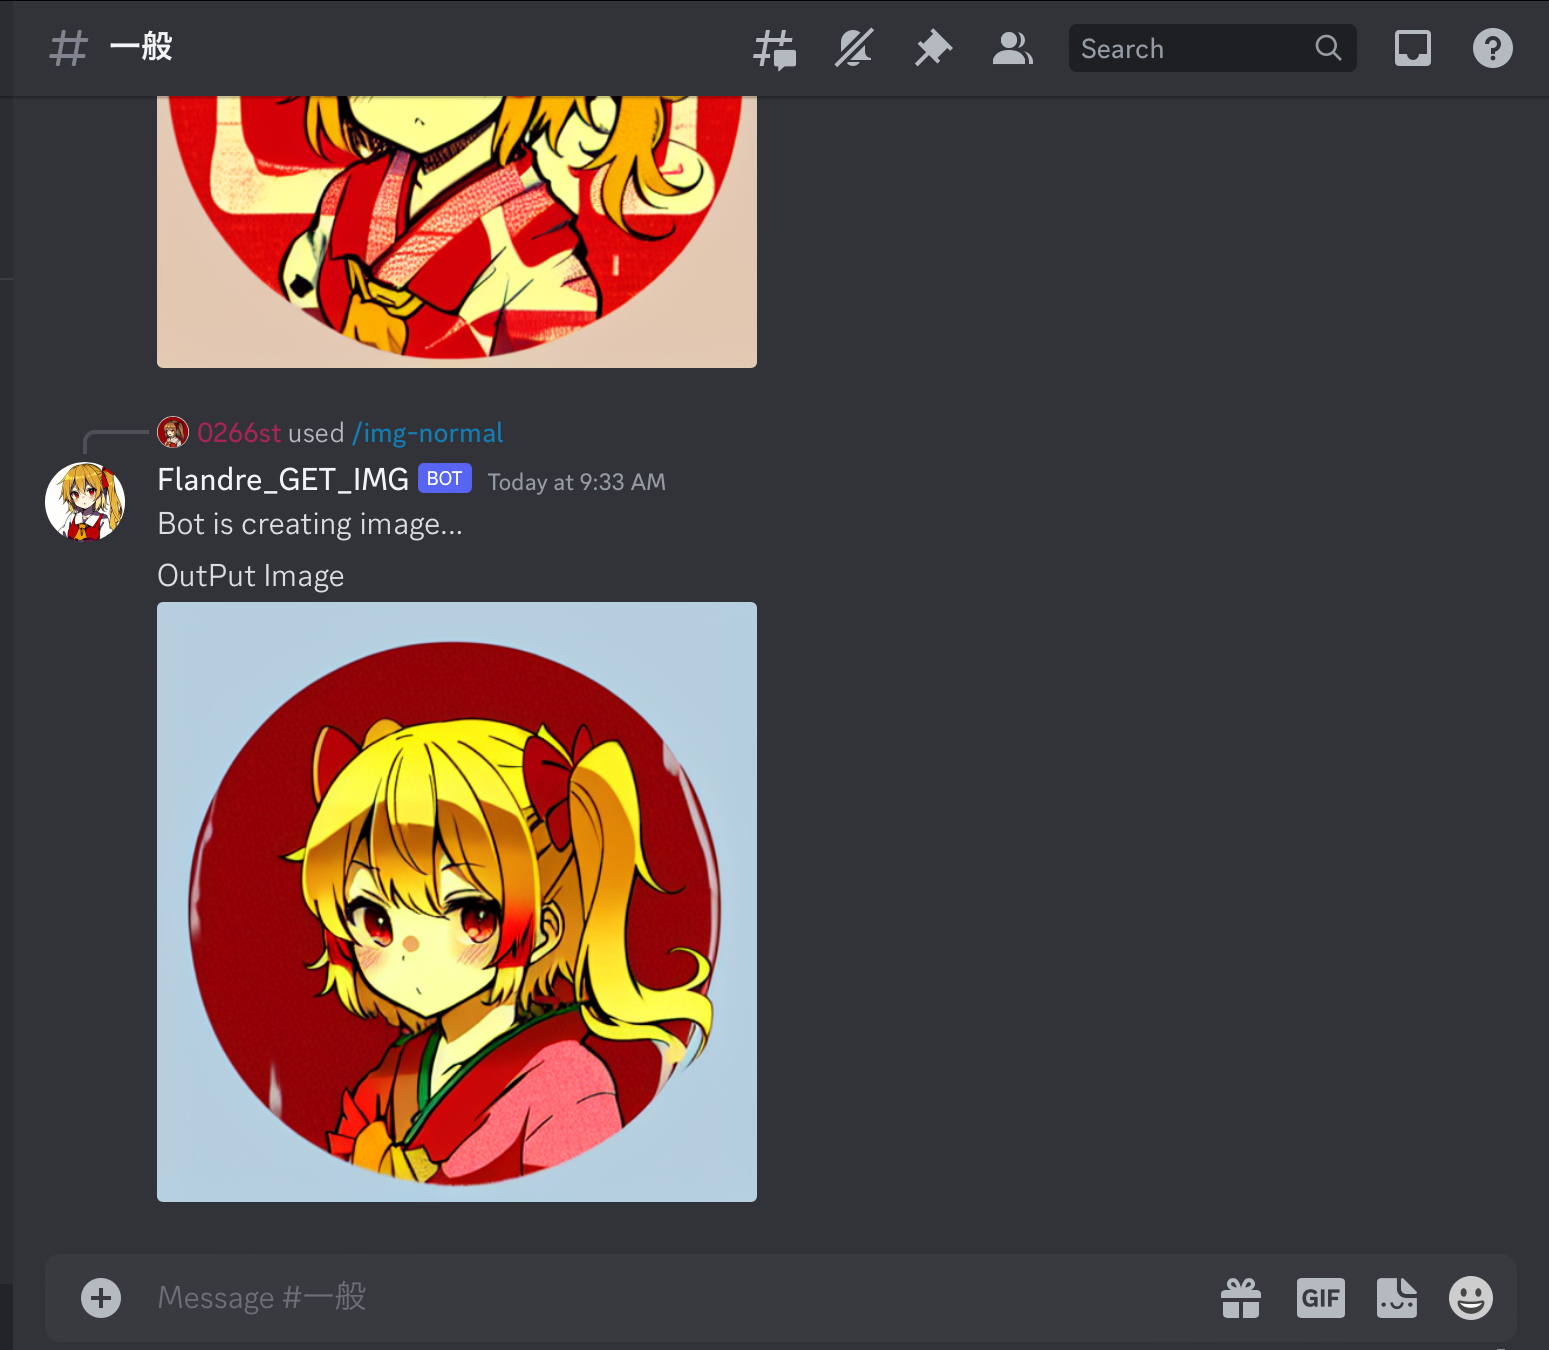 一般
Search
0266st used /img-normal
Flandre_GET_IMG BOT Today at 9:33 AM
Bot is creating image...
OutPut Image
Message #一般
GIF